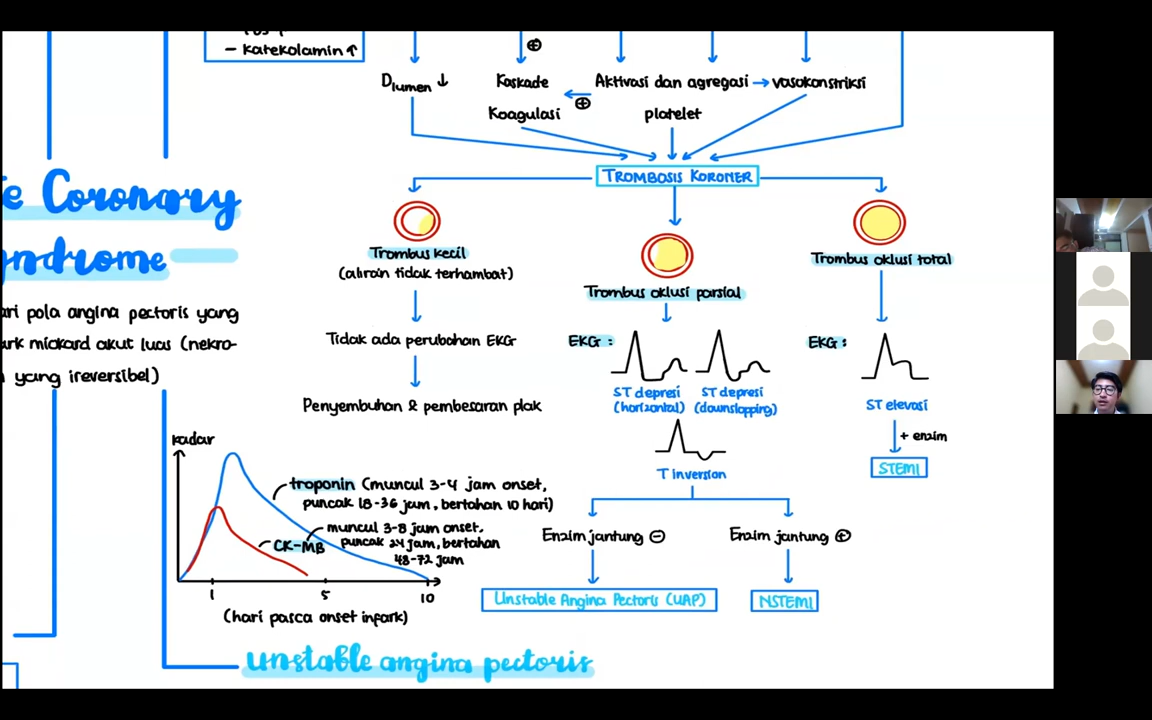 - Katekolamin ↑
⊕
Dlumen ↓
Kaskade
Koagulasi
⊕
Aktivasi dan agregasi
platelet
vasokonstriksi
TROMBOSIS KORONER
e Coronary
ndrome
ari pola angina pectoris yang
ark miokard akut luas (nekro-
yang ireversibel)
Trombus kecil
(aliran tidak terhambat)
Tidak ada perubahan EKG
Penyembuhan & pembesaran plak
Trombus oklusi parsial
EKG :
ST depresi
(horizontal)
ST depresi
(downslopping)
T inversion
Enzim jantung ⊖
Enzim jantung ⊕
Unstable Angina Pectoris (UAP)
NSTEMI
Trombus oklusi total
EKG :
ST elevasi
+ enzim
STEMI
kadar
troponin (muncul 3-4 jam onset,
puncak 18-36 jam, bertahan 10 hari)
CK-MB
muncul 3-8 jam onset,
puncak 24 jam, bertahan
48-72 jam
1 5 10
(hari pasca onset infark)
unstable angina pectoris